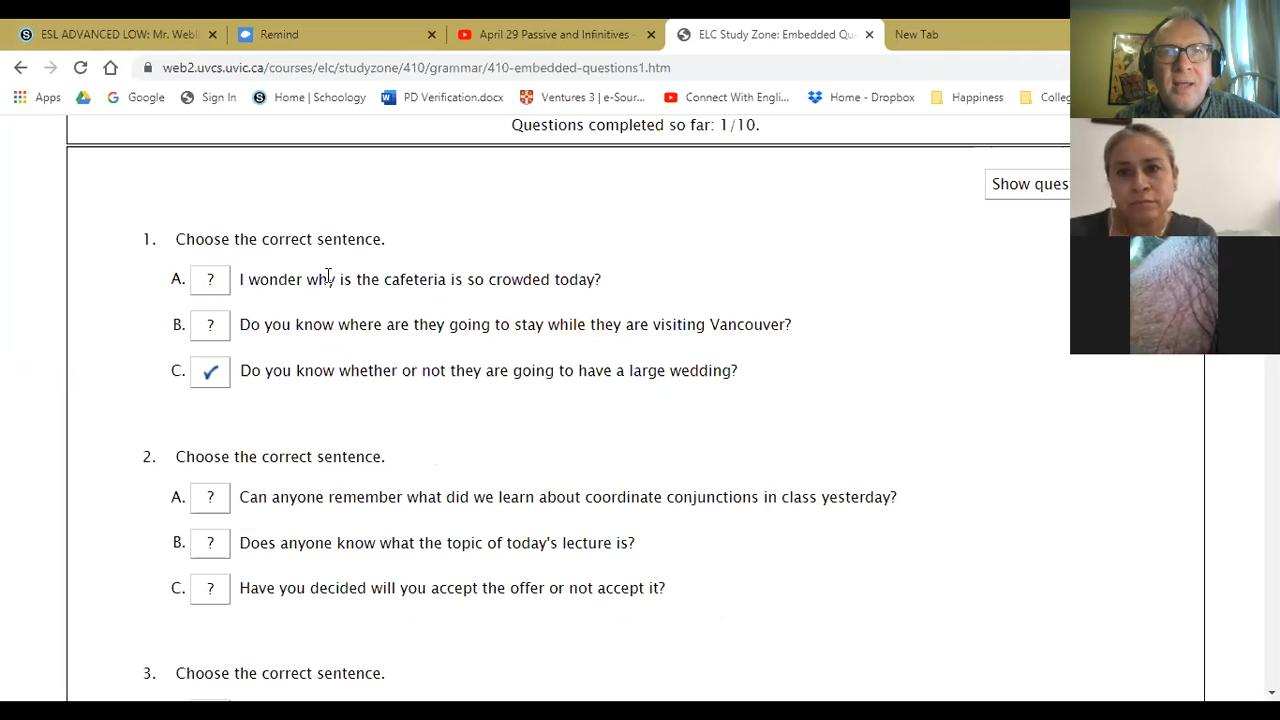 ESL ADVANCED LOW: Mr. Webl
Remind
April 29 Passive and Infinitives -
ELC Study Zone: Embedded Qu
New Tab
web2.uvcs.uvic.ca/courses/elc/studyzone/410/grammar/410-embedded-questions1.htm
Apps
Google
Sign In
Home | Schoology
PD Verification.docx
Ventures 3 | e-Sour...
Connect With Engli...
Home - Dropbox
Happiness
Colleg
Questions completed so far: 1/10.
Show ques
1. Choose the correct sentence.
A. ? I wonder why is the cafeteria is so crowded today?
B. ? Do you know where are they going to stay while they are visiting Vancouver?
C. ✓ Do you know whether or not they are going to have a large wedding?
2. Choose the correct sentence.
A. ? Can anyone remember what did we learn about coordinate conjunctions in class yesterday?
B. ? Does anyone know what the topic of today's lecture is?
C. ? Have you decided will you accept the offer or not accept it?
3. Choose the correct sentence.